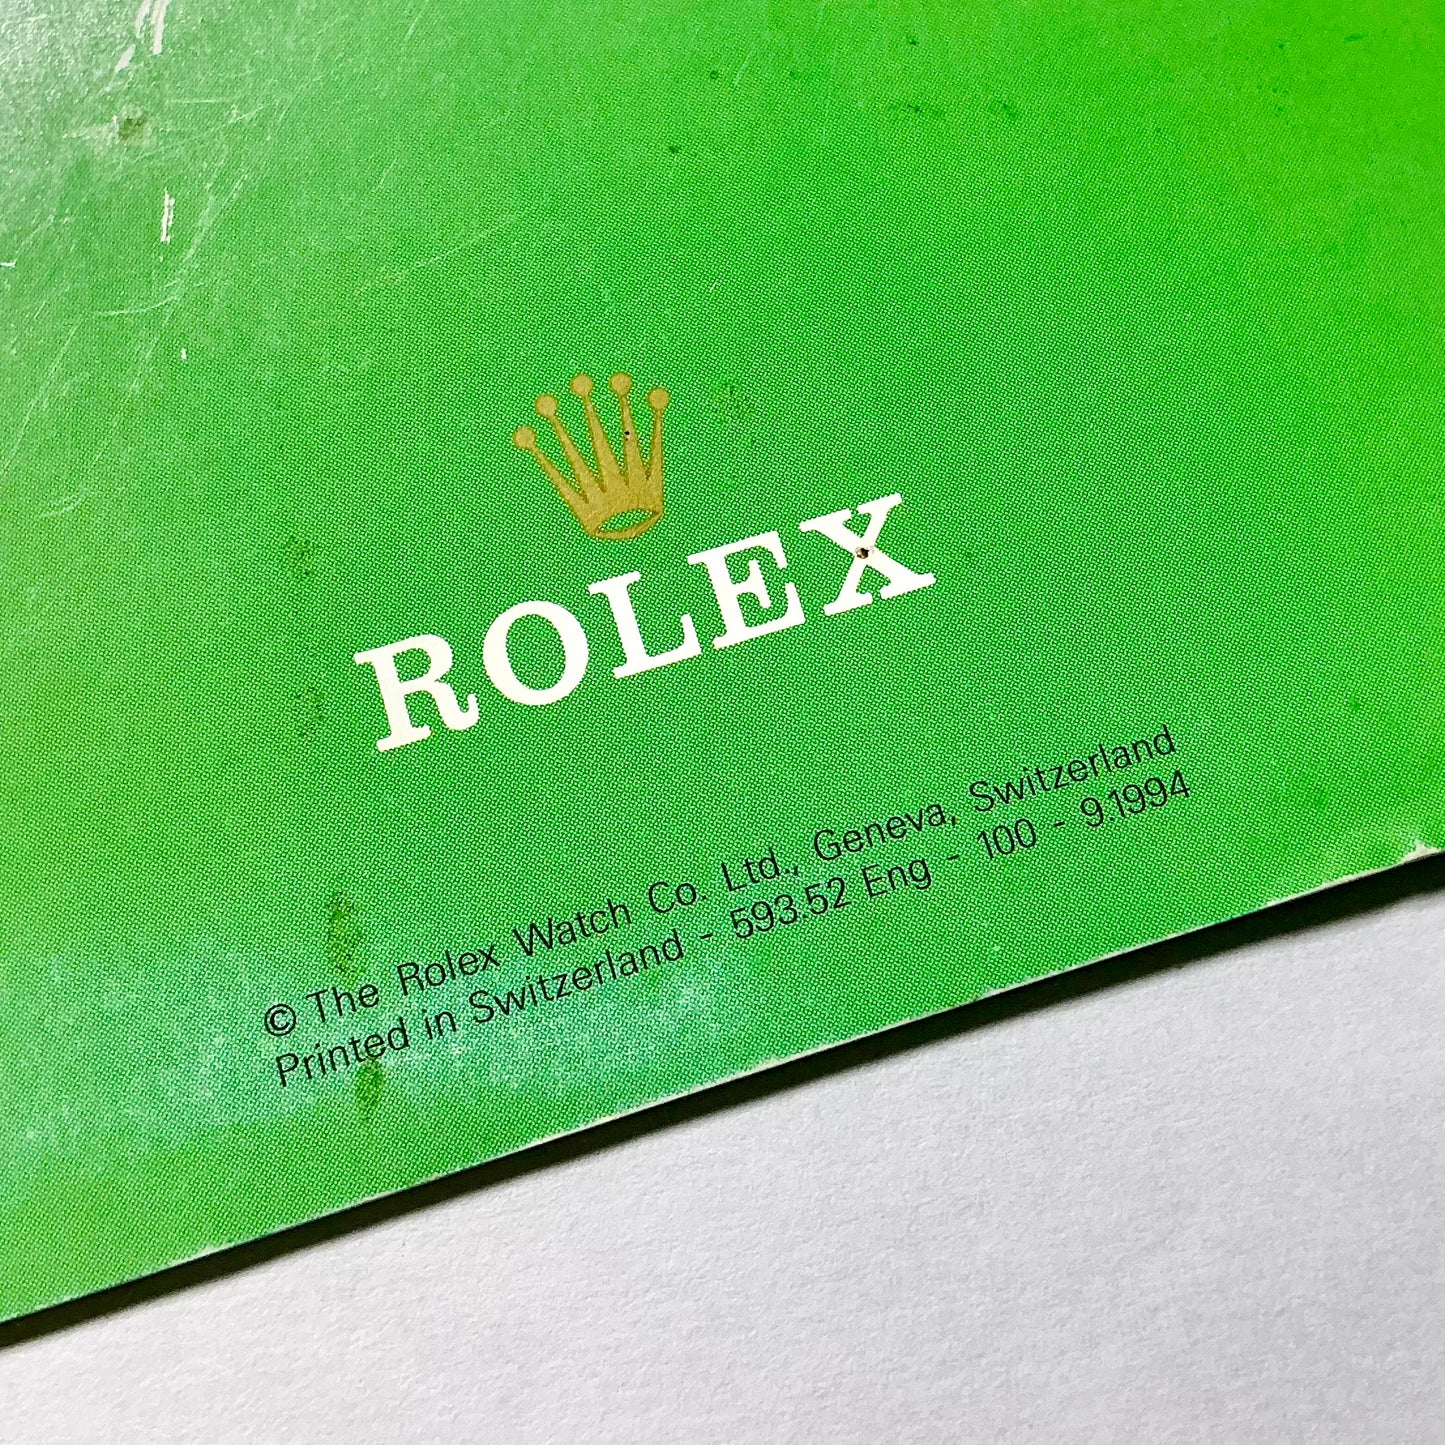 ROLEX
© The Rolex Watch Co. Ltd., Geneva, Switzerland
Printed in Switzerland - 593.52 Eng - 100 - 9.1994